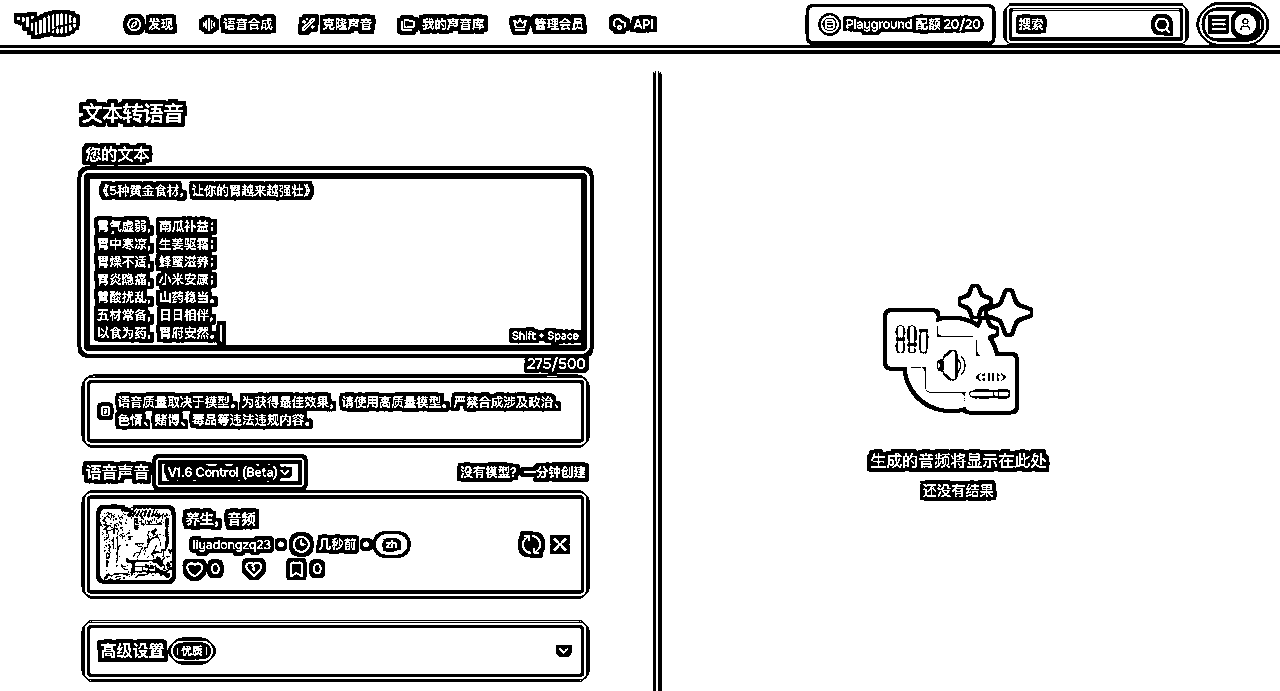 发现 语音合成 克隆声音 我的声音库 管理会员 API Playground 配额 20/20 搜索
文本转语音
您的文本
《5种黄金食材，让你的胃越来越强壮》
胃气虚弱，南瓜补益；
胃中寒凉，生姜驱霜；
胃燥不适，蜂蜜滋养；
胃炎隐痛，小米安康；
胃酸扰乱，山药稳当。
五材常备，日日相伴，
以食为药，胃府安然。
Shift + Space
275/500
语音质量取决于模型。为获得最佳效果，请使用高质量模型。严禁合成涉及政治、
色情、赌博、毒品等违法违规内容。
语音声音 V1.6 Control (Beta) 没有模型？一分钟创建
养生，音频
liyadongzq23 • 几秒前 • zh
0 0
高级设置 优质
生成的音频将显示在此处
还没有结果